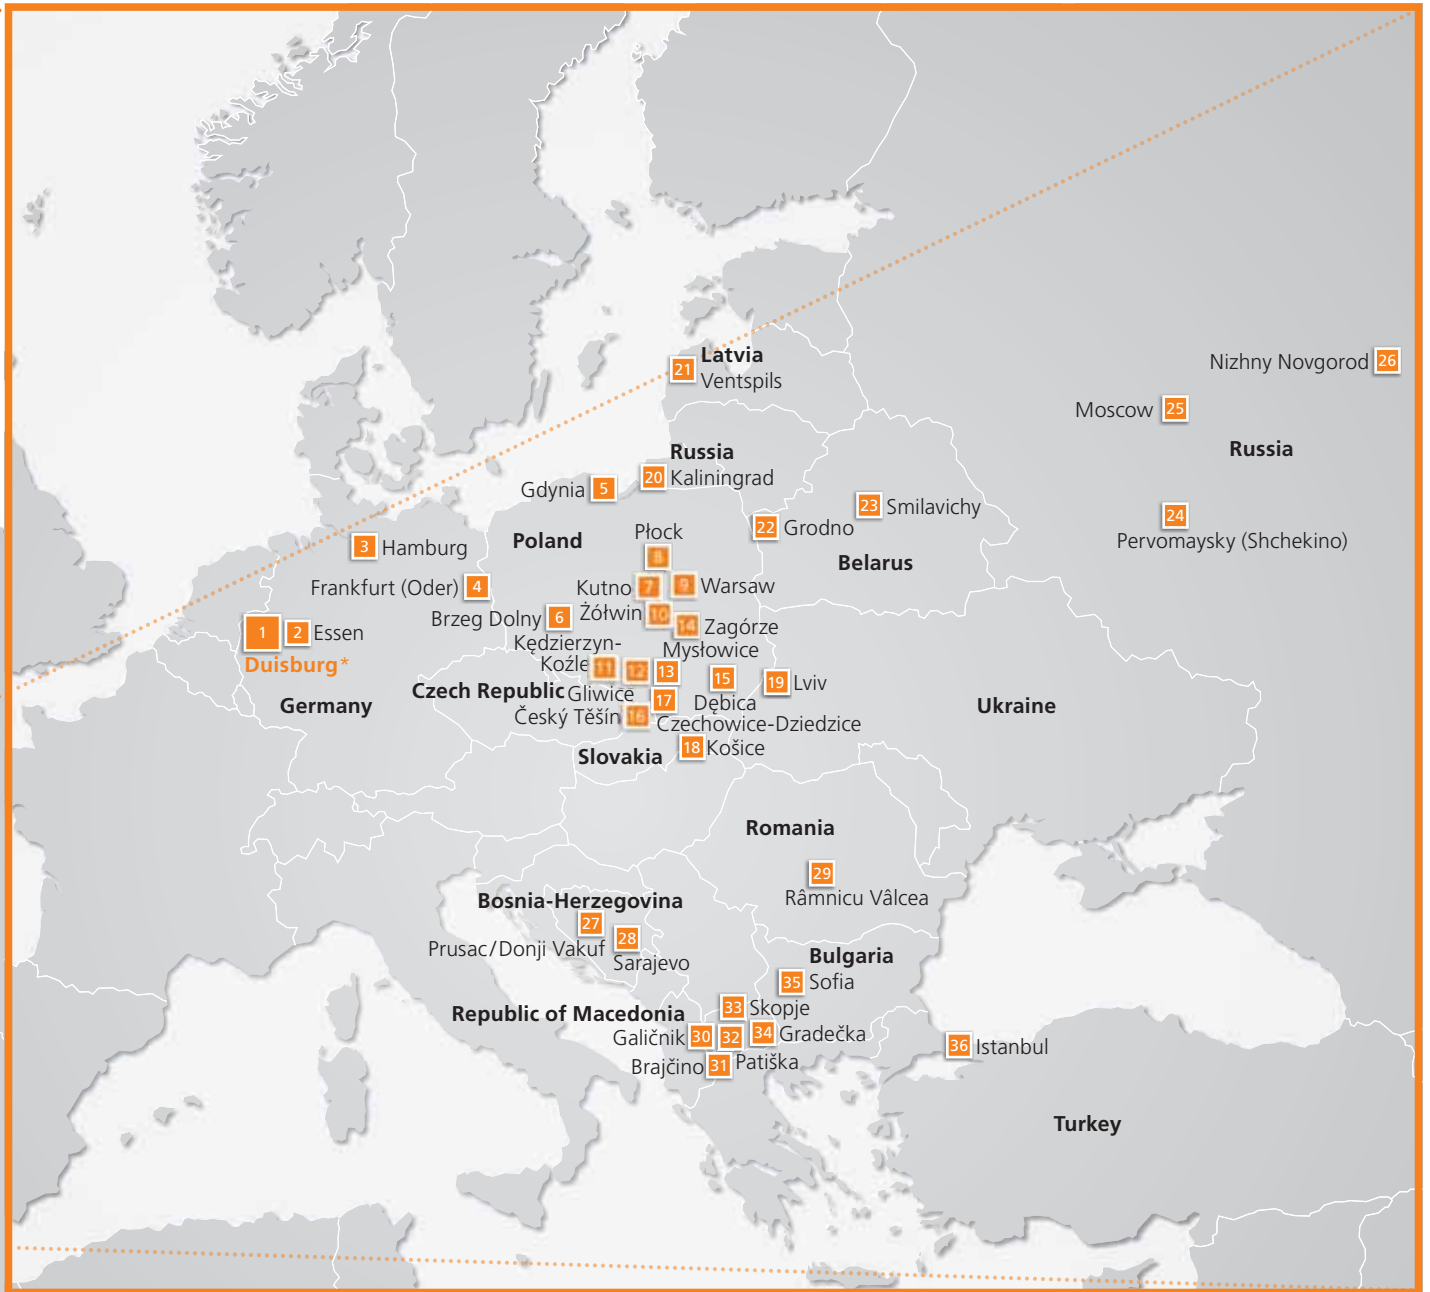 21
Latvia
Ventspils
Nizhny Novgorod 26
Moscow 25
Russia
Russia
20 Kaliningrad
Gdynia 5
23 Smilavichy
22 Grodno
24
Pervomaysky (Shchekino)
Belarus
Płock
8
Poland
3 Hamburg
Frankfurt (Oder) 4
Kutno 7
9 Warsaw
Brzeg Dolny 6
Żółwin 10
14 Zagórze
1
2 Essen
Duisburg*
Germany
Kędzierzyn-
Koźle 11
12
Gliwice
Mysłowice
13
15
Dębica
19 Lviv
Ukraine
Czech Republic
Český Těšín 16
17
Czechowice-Dziedzice
18 Košice
Slovakia
Romania
29
Râmnicu Vâlcea
Bosnia-Herzegovina
27
Prusac/Donji Vakuf
28
Sarajevo
Bulgaria
35 Sofia
Republic of Macedonia
33 Skopje
Galičnik 30
32
Patiška
34 Gradečka
Brajčino 31
36 Istanbul
Turkey